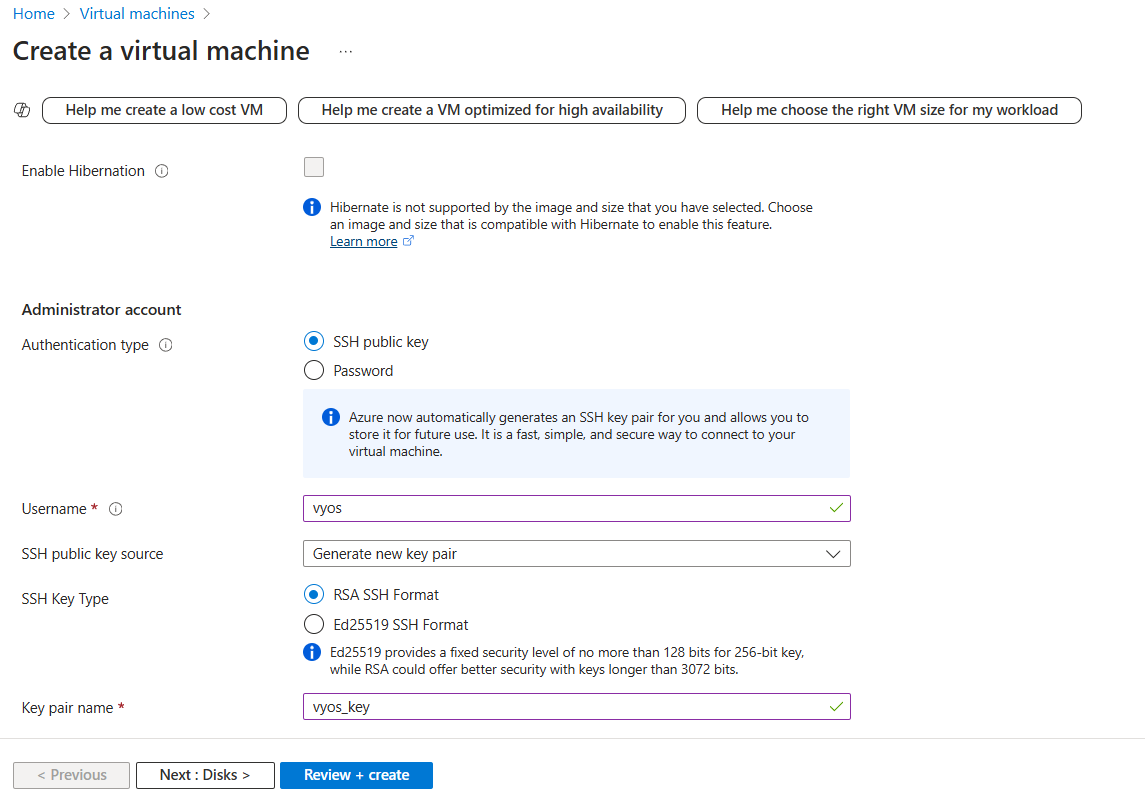 Home > Virtual machines >
Create a virtual machine ...
Help me create a low cost VM
Help me create a VM optimized for high availability
Help me choose the right VM size for my workload
Enable Hibernation
Hibernate is not supported by the image and size that you have selected. Choose
an image and size that is compatible with Hibernate to enable this feature.
Learn more
Administrator account
Authentication type
SSH public key
Password
Azure now automatically generates an SSH key pair for you and allows you to
store it for future use. It is a fast, simple, and secure way to connect to your
virtual machine.
Username *
vyos
SSH public key source
Generate new key pair
SSH Key Type
RSA SSH Format
Ed25519 SSH Format
Ed25519 provides a fixed security level of no more than 128 bits for 256-bit key,
while RSA could offer better security with keys longer than 3072 bits.
Key pair name *
vyos_key
< Previous
Next : Disks >
Review + create